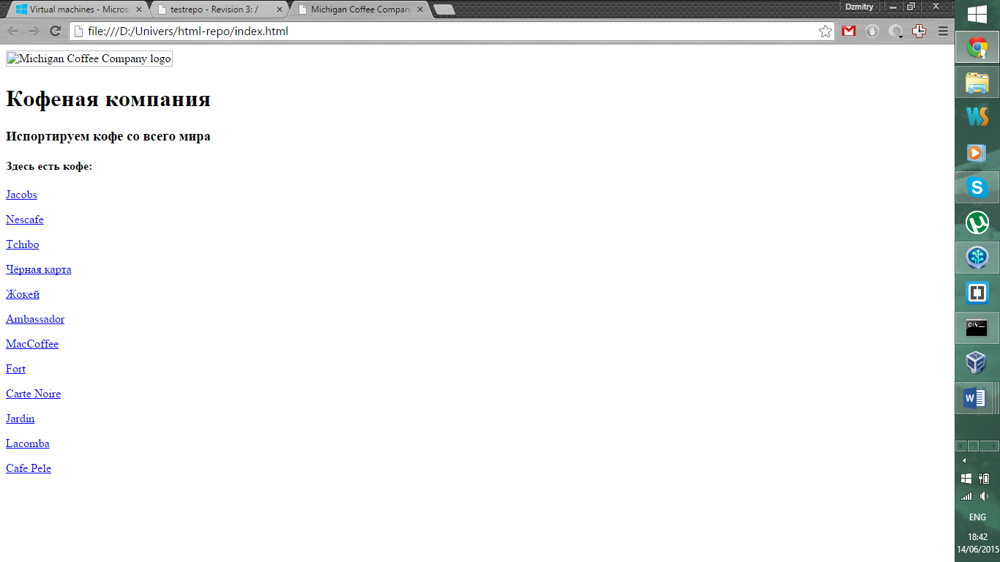 Virtual machines - Micros
testrepo - Revision 3: /
Michigan Coffee Company
Dzmitry
file:///D:/Univers/html-repo/index.html
Michigan Coffee Company logo
Кофеная компания
Испортируем кофе со всего мира
Здесь есть кофе:
Jacobs
Nescafe
Tchibo
Чёрная карта
Жокей
Ambassador
MacCoffee
Fort
Carte Noire
Jardin
Lacomba
Cafe Pele
ENG
18:42
14/06/2015